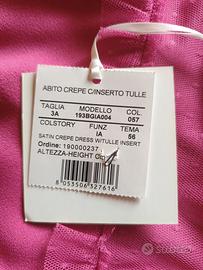 ABITO CREPE C/INSERTO TULLE
TAGLIA MODELLO COL.
3A 193BGIA004 057
COLSTORY FUNZ TEMA
IA 56
SATIN CREPE DRESS W/TULLE INSERT
Ordine: 190000237
ALTEZZA-HEIGHT
8 053506 327616
subito